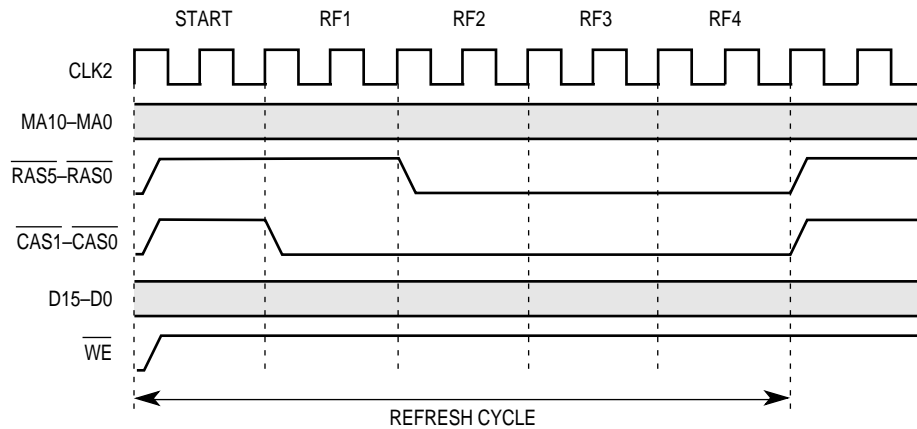 START RF1 RF2 RF3 RF4
CLK2
MA10–MA0
RAS5–RAS0
CAS1–CAS0
D15–D0
WE
REFRESH CYCLE